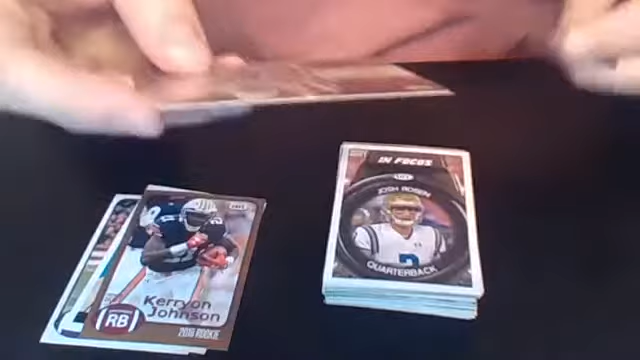 IN FOCUS
JOSH ROSEN
QUARTERBACK
Kerryon
Johnson
RB
2018 ROOKIE